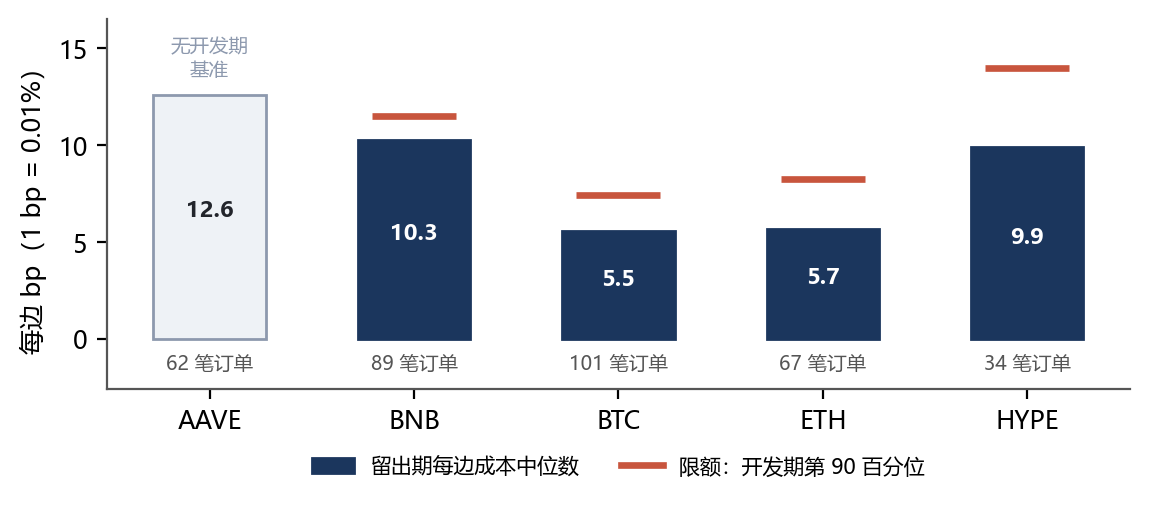 每边 bp（1 bp = 0.01%）
15
10
5
0
无开发期
基准
12.6
10.3
5.5
5.7
9.9
62 笔订单
89 笔订单
101 笔订单
67 笔订单
34 笔订单
AAVE
BNB
BTC
ETH
HYPE
留出期每边成本中位数
限额：开发期第 90 百分位